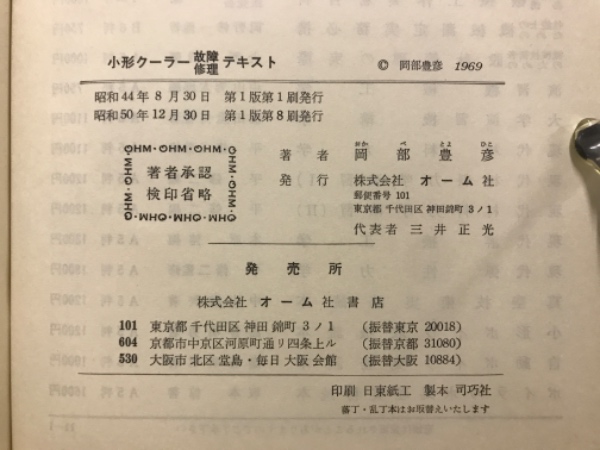 小形クーラー故障修理テキスト
© 岡部豊彦 1969
昭和44年8月30日 第1版第1刷発行
昭和50年12月30日 第1版第8刷発行
OHM・OHM・OHM・OHM
著者承認
検印省略
著者 岡部豊彦
おか べ とよ ひこ
発行 株式会社 オーム社
郵便番号 101
東京都 千代田区 神田錦町 3ノ1
代表者 三井正光
発売所
株式会社 オーム社書店
101 東京都 千代田区 神田 錦町 3ノ1 (振替東京 20018)
604 京都市中京区河原町通リ四条上ル (振替京都 31080)
530 大阪市 北区 堂島・毎日 大阪 会館 (振替大阪 10884)
印刷 日東紙工 製本 司巧社
落丁・乱丁本はお取替えいたします